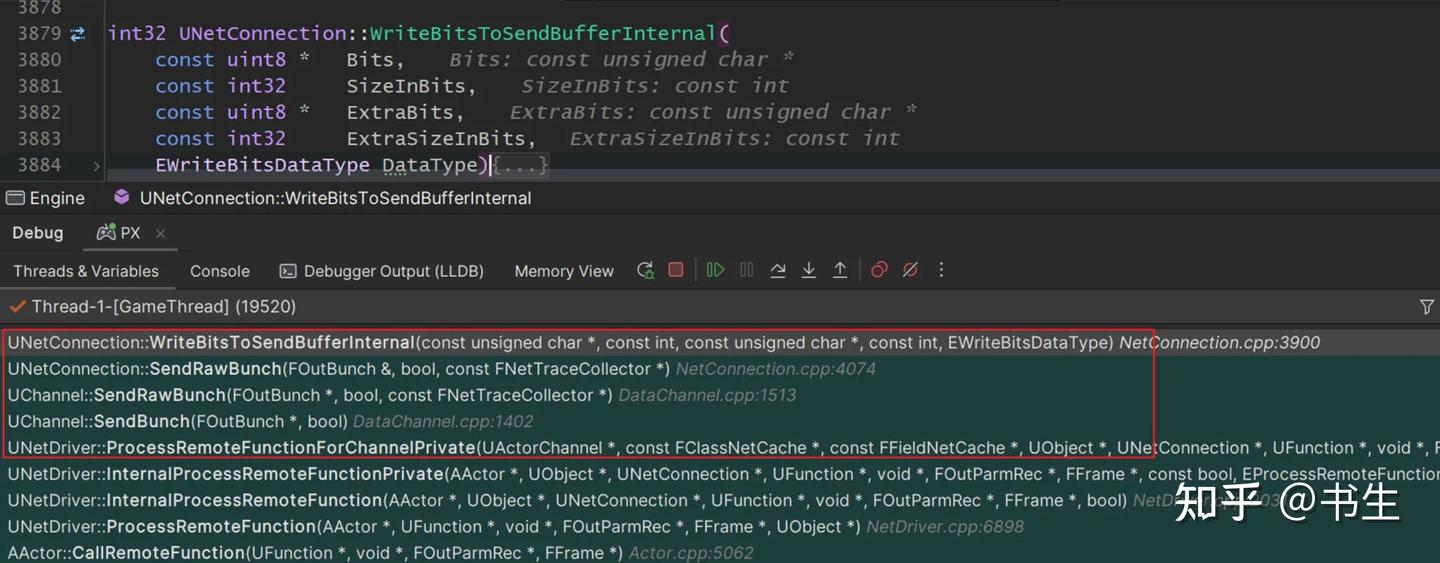 3878
3879 int32 UNetConnection::WriteBitsToSendBufferInternal(
3880 const uint8 * Bits, Bits: const unsigned char *
3881 const int32 SizeInBits, SizeInBits: const int
3882 const uint8 * ExtraBits, ExtraBits: const unsigned char *
3883 const int32 ExtraSizeInBits, ExtraSizeInBits: const int
3884 EWriteBitsDataType DataType){...}
Engine UNetConnection::WriteBitsToSendBufferInternal
Debug PX
Threads & Variables Console Debugger Output (LLDB) Memory View
Thread-1-[GameThread] (19520)
UNetConnection::WriteBitsToSendBufferInternal(const unsigned char *, const int, const unsigned char *, const int, EWriteBitsDataType) NetConnection.cpp:3900
UNetConnection::SendRawBunch(FOutBunch &, bool, const FNetTraceCollector *) NetConnection.cpp:4074
UChannel::SendRawBunch(FOutBunch *, bool, const FNetTraceCollector *) DataChannel.cpp:1513
UChannel::SendBunch(FOutBunch *, bool) DataChannel.cpp:1402
UNetDriver::ProcessRemoteFunctionForChannelPrivate(UActorChannel *, const FClassNetCache *, const FFieldNetCache *, UObject *, UNetConnection *, UFunction *, void *, F
UNetDriver::InternalProcessRemoteFunctionPrivate(AActor *, UObject *, UNetConnection *, UFunction *, void *, FOutParmRec *, FFrame *, const bool, EProcessRemoteFunction
UNetDriver::InternalProcessRemoteFunction(AActor *, UObject *, UNetConnection *, UFunction *, void *, FOutParmRec *, FFrame *, bool)
知乎 @书生
UNetDriver::ProcessRemoteFunction(AActor *, UFunction *, void *, FOutParmRec *, FFrame *, UObject *) NetDriver.cpp:6898
AActor::CallRemoteFunction(UFunction *, void *, FOutParmRec *, FFrame *) Actor.cpp:5062